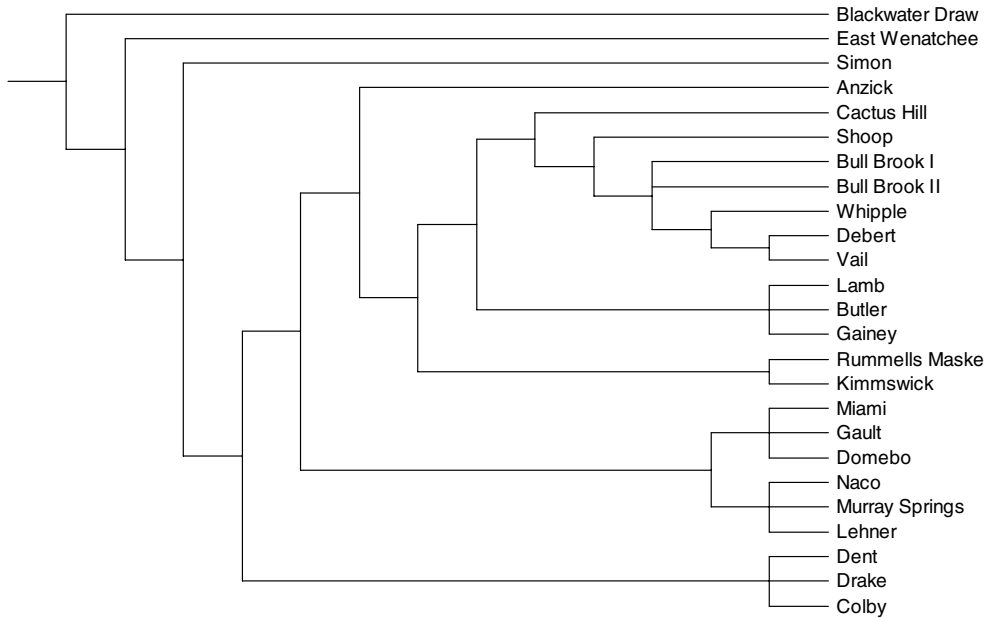 Blackwater Draw
East Wenatchee
Simon
Anzick
Cactus Hill
Shoop
Bull Brook I
Bull Brook II
Whipple
Debert
Vail
Lamb
Butler
Gainey
Rummells Maske
Kimmswick
Miami
Gault
Domebo
Naco
Murray Springs
Lehner
Dent
Drake
Colby